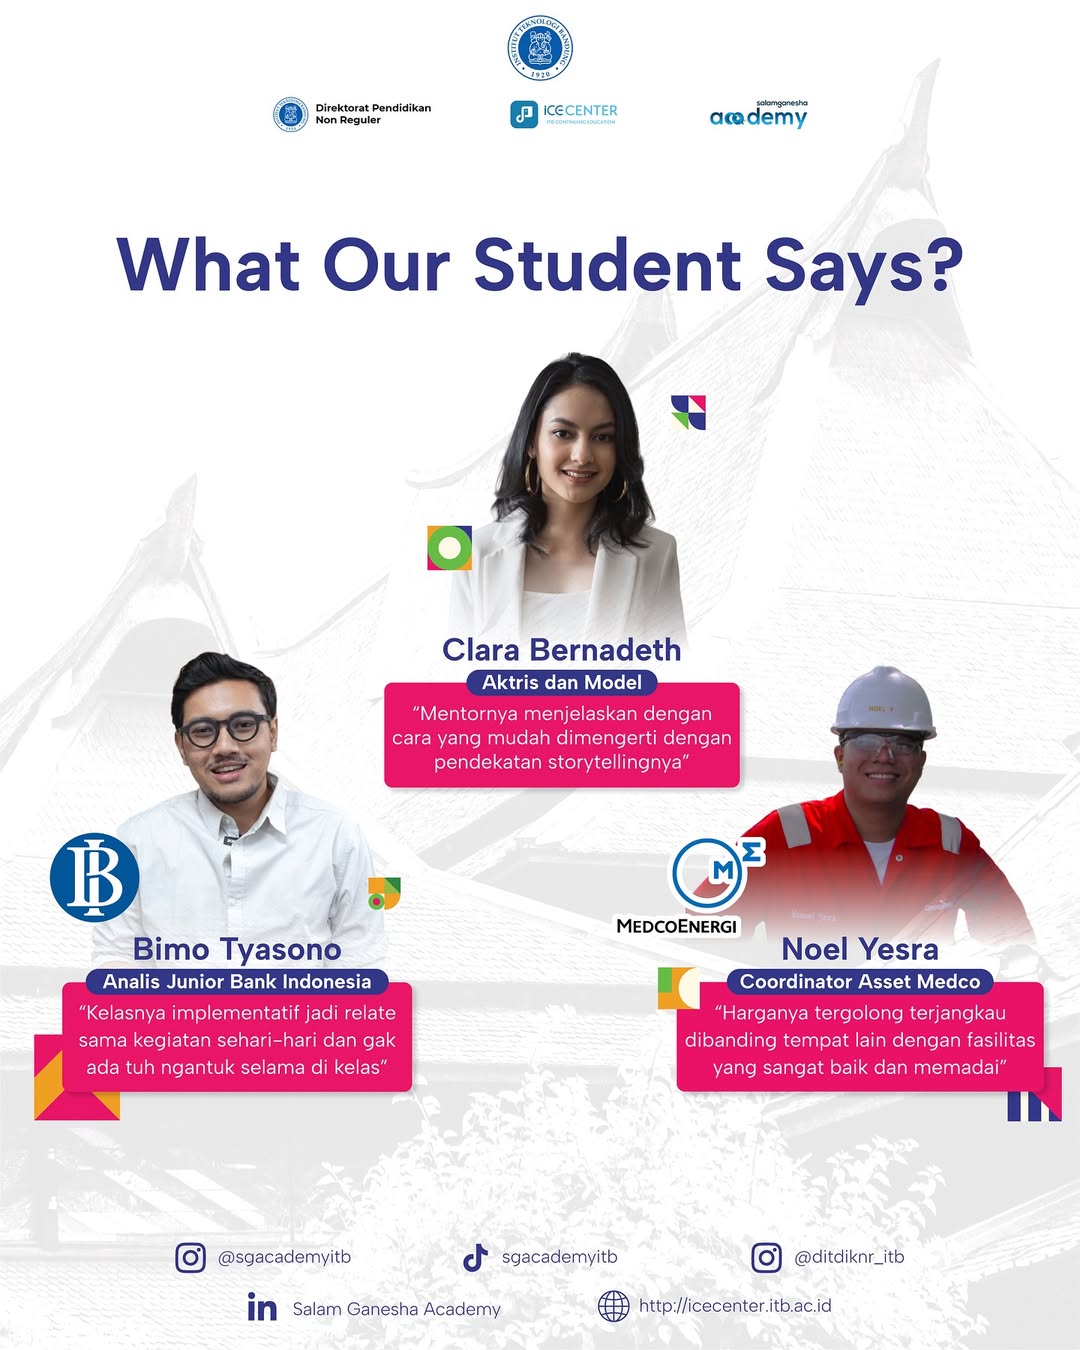 INSTITUT TEKNOLOGI BANDUNG
1920
Direktorat Pendidikan
Non Reguler
ICE CENTER
ITB CONTINUING EDUCATION
salamganesha
academy
What Our Student Says?
Clara Bernadeth
Aktris dan Model
“Mentornya menjelaskan dengan
cara yang mudah dimengerti dengan
pendekatan storytellingnya”
NOEL Y
MEDCOENERGI
Bimo Tyasono
Analis Junior Bank Indonesia
“Kelasnya implementatif jadi relate
sama kegiatan sehari-hari dan gak
ada tuh ngantuk selama di kelas”
Noel Yesra
Coordinator Asset Medco
“Harganya tergolong terjangkau
dibanding tempat lain dengan fasilitas
yang sangat baik dan memadai”
@sgacademyitb
sgacademyitb
@ditdiknr_itb
Salam Ganesha Academy
http://icecenter.itb.ac.id